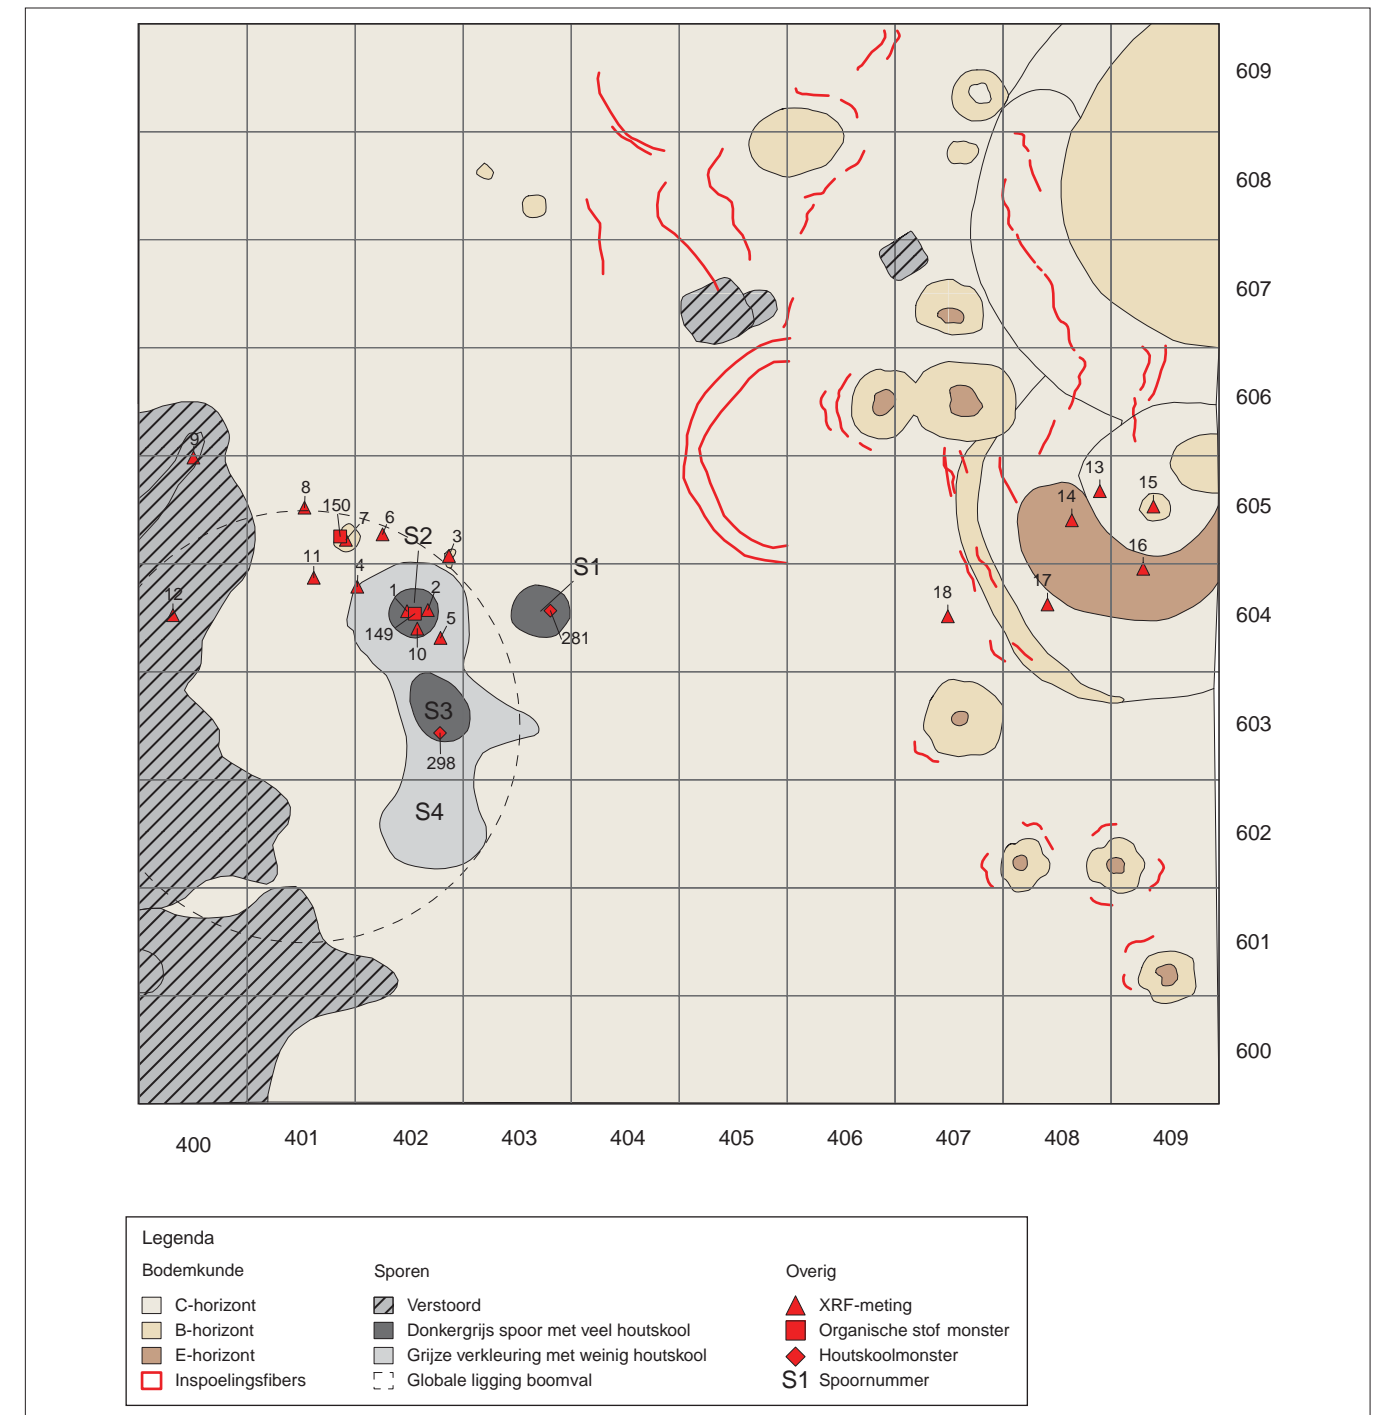 609
608
607
606
9
13
8
14
15
605
150
7
6
S2
3
16
11
4
S1
17
12
1
2
18
604
5
149
281
10
S3
603
298
S4
602
601
600
400
401
402
403
404
405
406
407
408
409
Legenda
Bodemkunde
Sporen
Overig
C-horizont
Verstoord
XRF-meting
B-horizont
Donkergrijs spoor met veel houtskool
Organische stof monster
E-horizont
Grijze verkleuring met weinig houtskool
Houtskoolmonster
Inspoelingsfibers
Globale ligging boomval
S1 Spoornummer